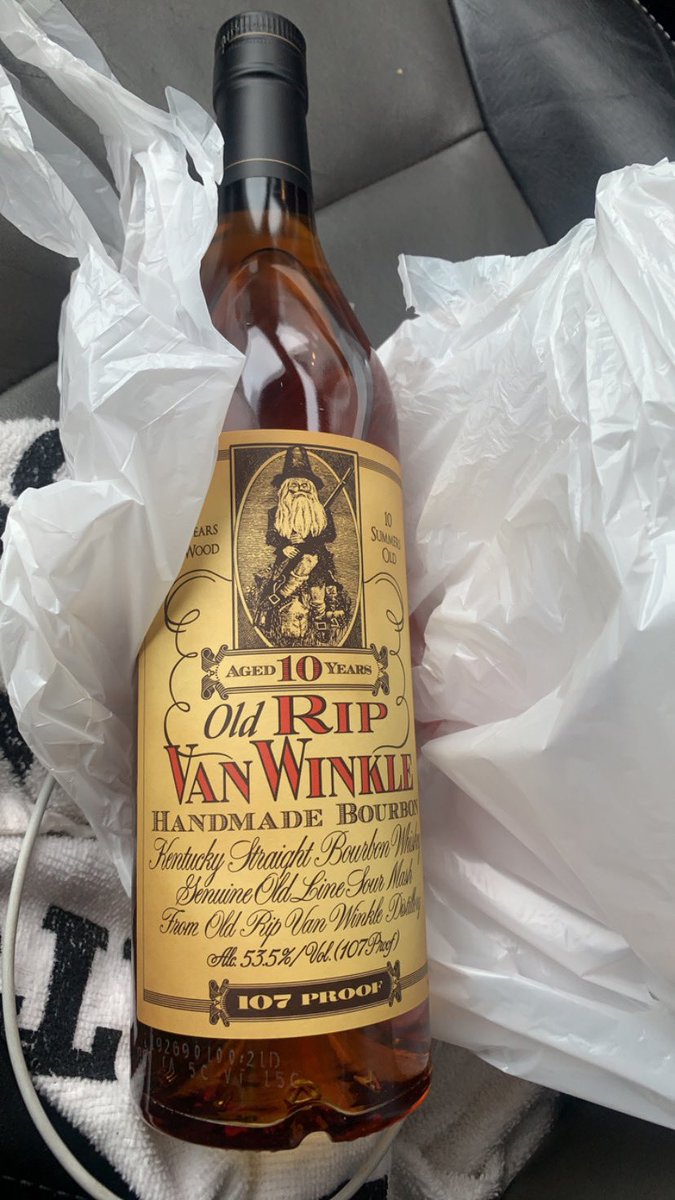 EARS
WOOD
10
SUMMERS
OLD
AGED 10 YEARS
Old RIP
VAN WINKLE
HANDMADE BOURBON
Kentucky Straight Bourbon Whiskey
Genuine Old Line Sour Mash
From Old Rip Van Winkle Distillery
Alc. 53.5% / Vol. (107 Proof)
107 PROOF